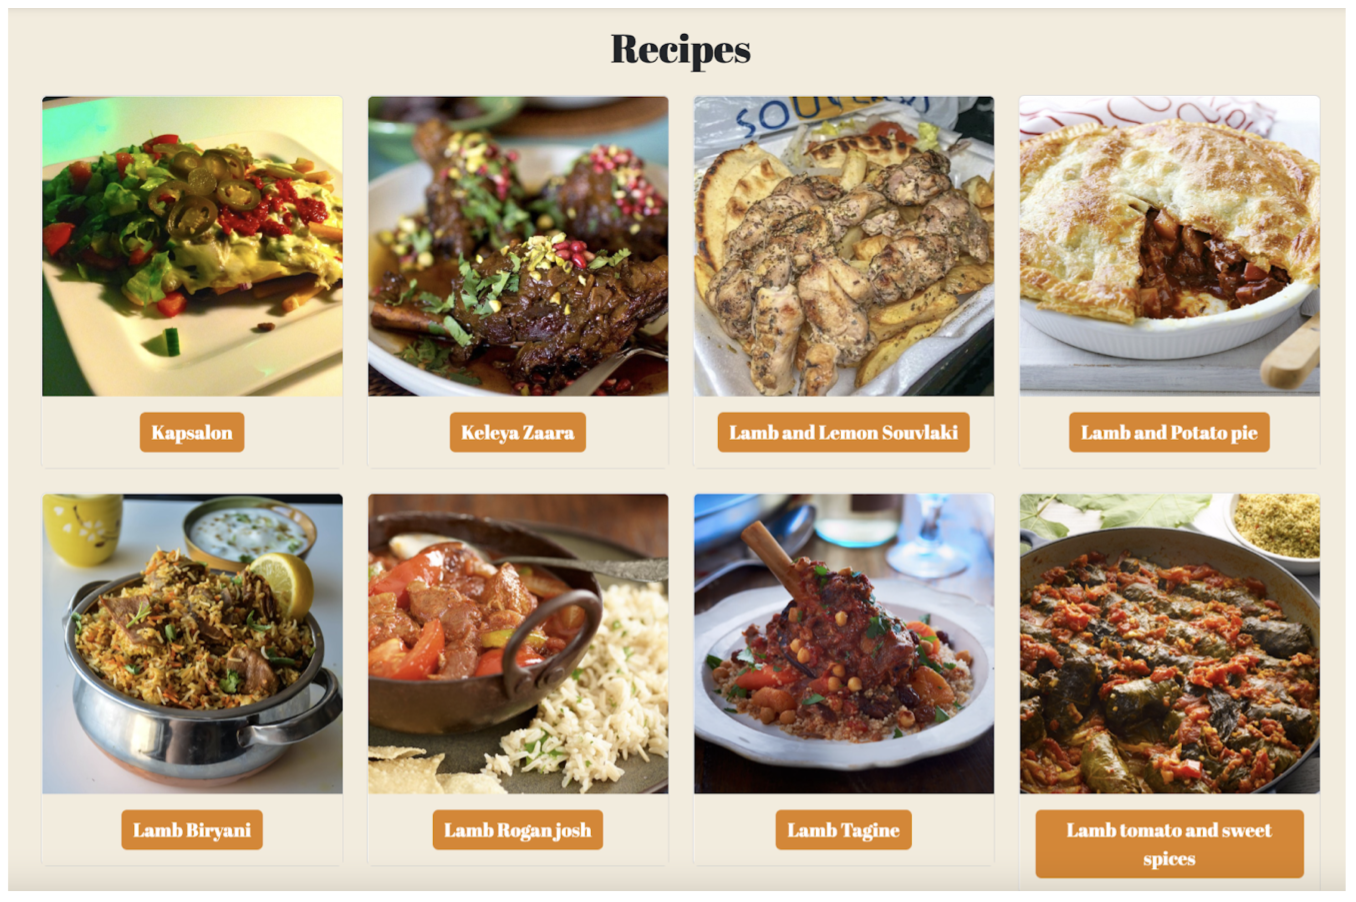 Recipes
Kapsalon
Keleya Zaara
Lamb and Lemon Souvlaki
Lamb and Potato pie
Lamb Biryani
Lamb Rogan josh
Lamb Tagine
Lamb tomato and sweet
spices